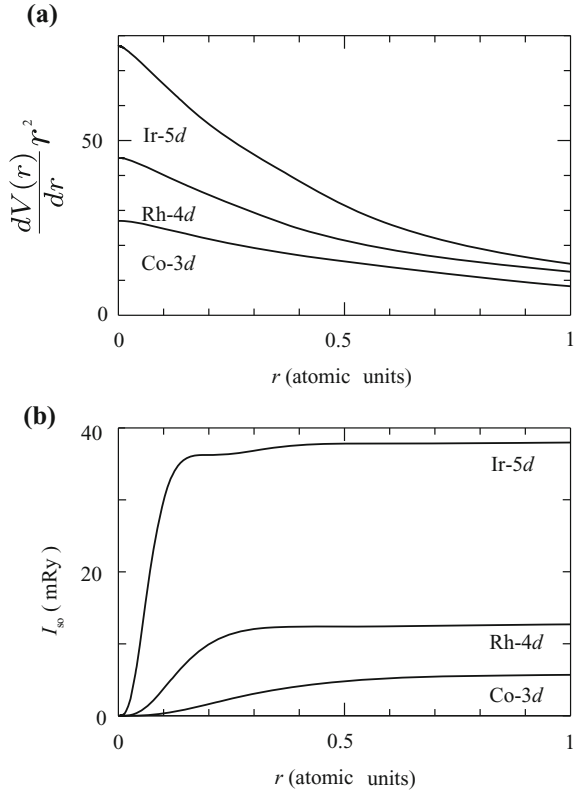 (a)
dV(r)/dr r²
50
0
Ir-5d
Rh-4d
Co-3d
0 0.5 1
r (atomic units)
(b)
I_so (mRy)
40
20
0
Ir-5d
Rh-4d
Co-3d
0 0.5 1
r (atomic units)